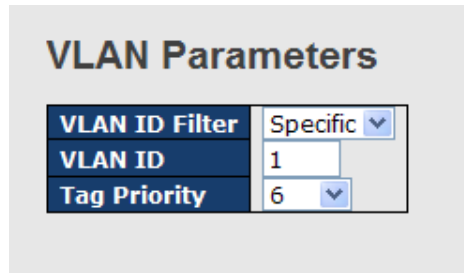 VLAN Parameters
VLAN ID Filter Specific
VLAN ID 1
Tag Priority 6